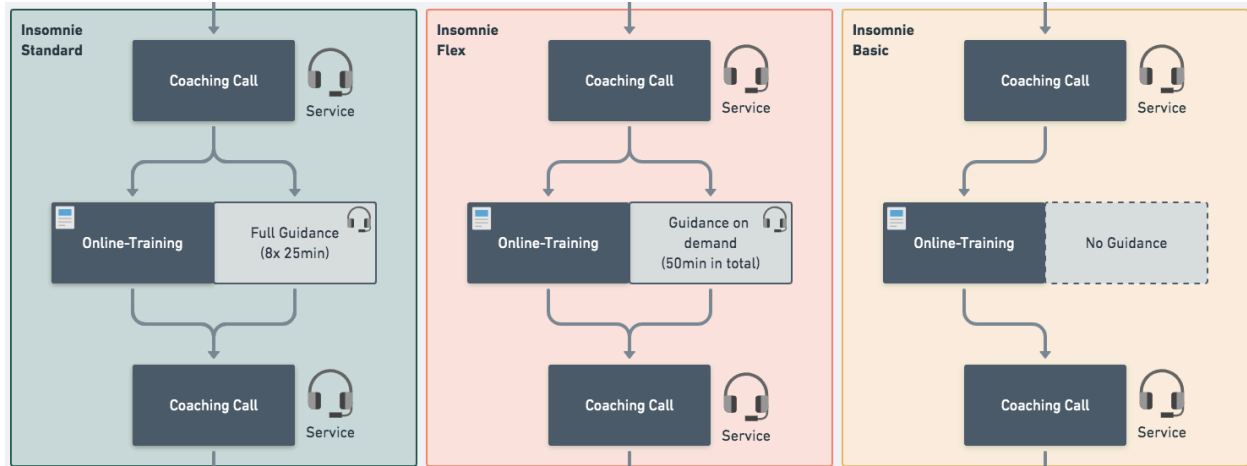 Insomnie
Standard
Coaching Call
Service
Online-Training
Full Guidance
(8x 25min)
Coaching Call
Service
Insomnie
Flex
Coaching Call
Service
Online-Training
Guidance on
demand
(50min in total)
Coaching Call
Service
Insomnie
Basic
Coaching Call
Service
Online-Training
No Guidance
Coaching Call
Service